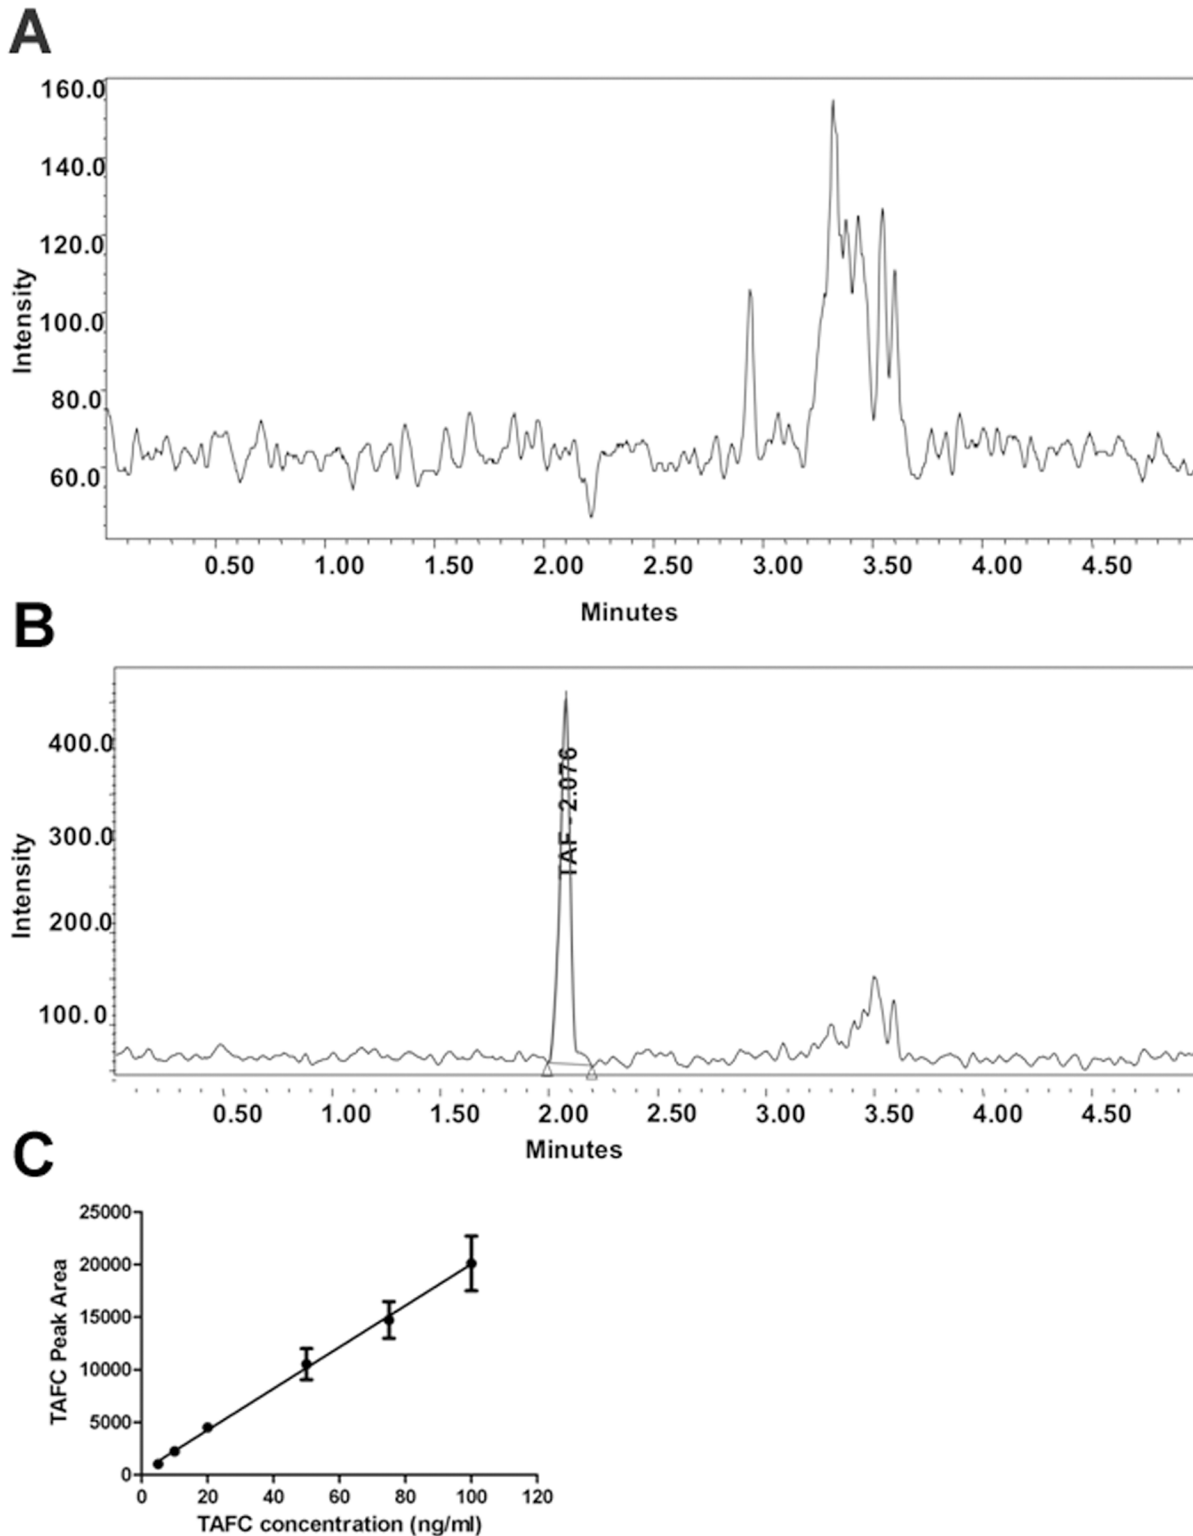 A
160.0
140.0
120.0
100.0
80.0
60.0
Intensity
0.50 1.00 1.50 2.00 2.50 3.00 3.50 4.00 4.50
Minutes
B
400.0
300.0
200.0
100.0
Intensity
TAF - 2.076
0.50 1.00 1.50 2.00 2.50 3.00 3.50 4.00 4.50
Minutes
C
25000
20000
15000
10000
5000
0
TAFC Peak Area
0 20 40 60 80 100 120
TAFC concentration (ng/ml)